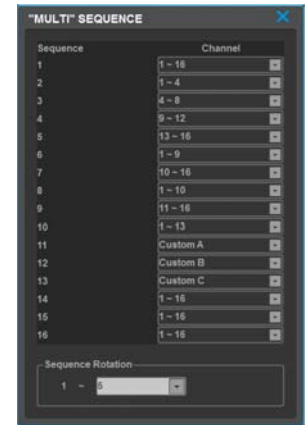 "MULTI" SEQUENCE
Sequence Channel
1 1 ~ 16
2 1 ~ 4
3 4 ~ 8
4 9 ~ 12
5 13 ~ 16
6 1 ~ 9
7 10 ~ 16
8 1 ~ 10
9 11 ~ 16
10 1 ~ 13
11 Custom A
12 Custom B
13 Custom C
14 1 ~ 16
15 1 ~ 16
16 1 ~ 16
Sequence Rotation
1 ~ 5